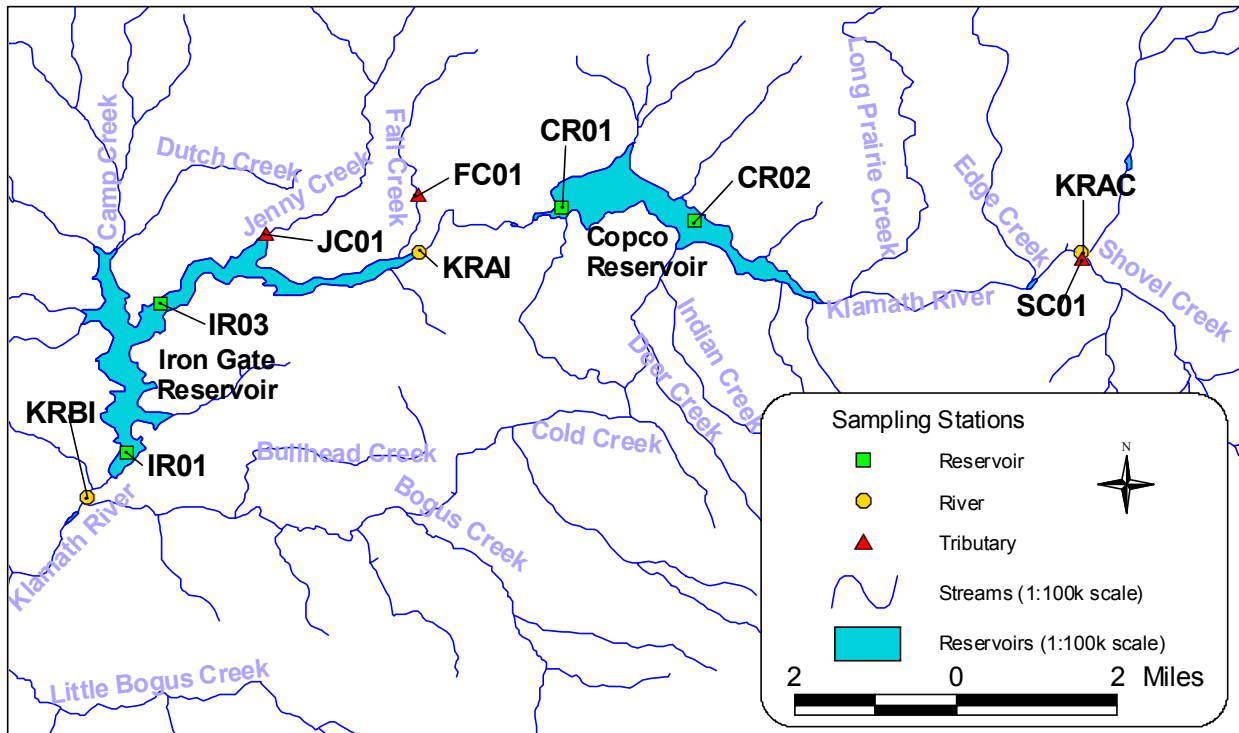 Long Prairie Creek
Camp Creek
Fall Creek
CR01
Dutch Creek
FC01
CR02
Edge Creek
KRAC
Jenny Creek
JC01
KRAI
Copco
Reservoir
Shovel Creek
IR03
Klamath River
SC01
Iron Gate
Reservoir
Indian Creek
Deer Creek
KRBI
IR01
Bullhead Creek
Cold Creek
Bogus Creek
Klamath River
Little Bogus Creek
Sampling Stations
N
Reservoir
River
Tributary
Streams (1:100k scale)
Reservoirs (1:100k scale)
2 0 2 Miles